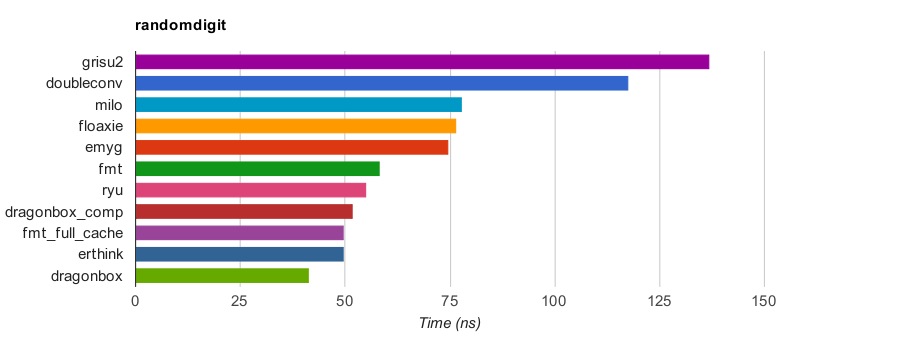 randomdigit
grisu2
doubleconv
milo
floaxie
emyg
fmt
ryu
dragonbox_comp
fmt_full_cache
erthink
dragonbox
0 25 50 75 100 125 150
Time (ns)